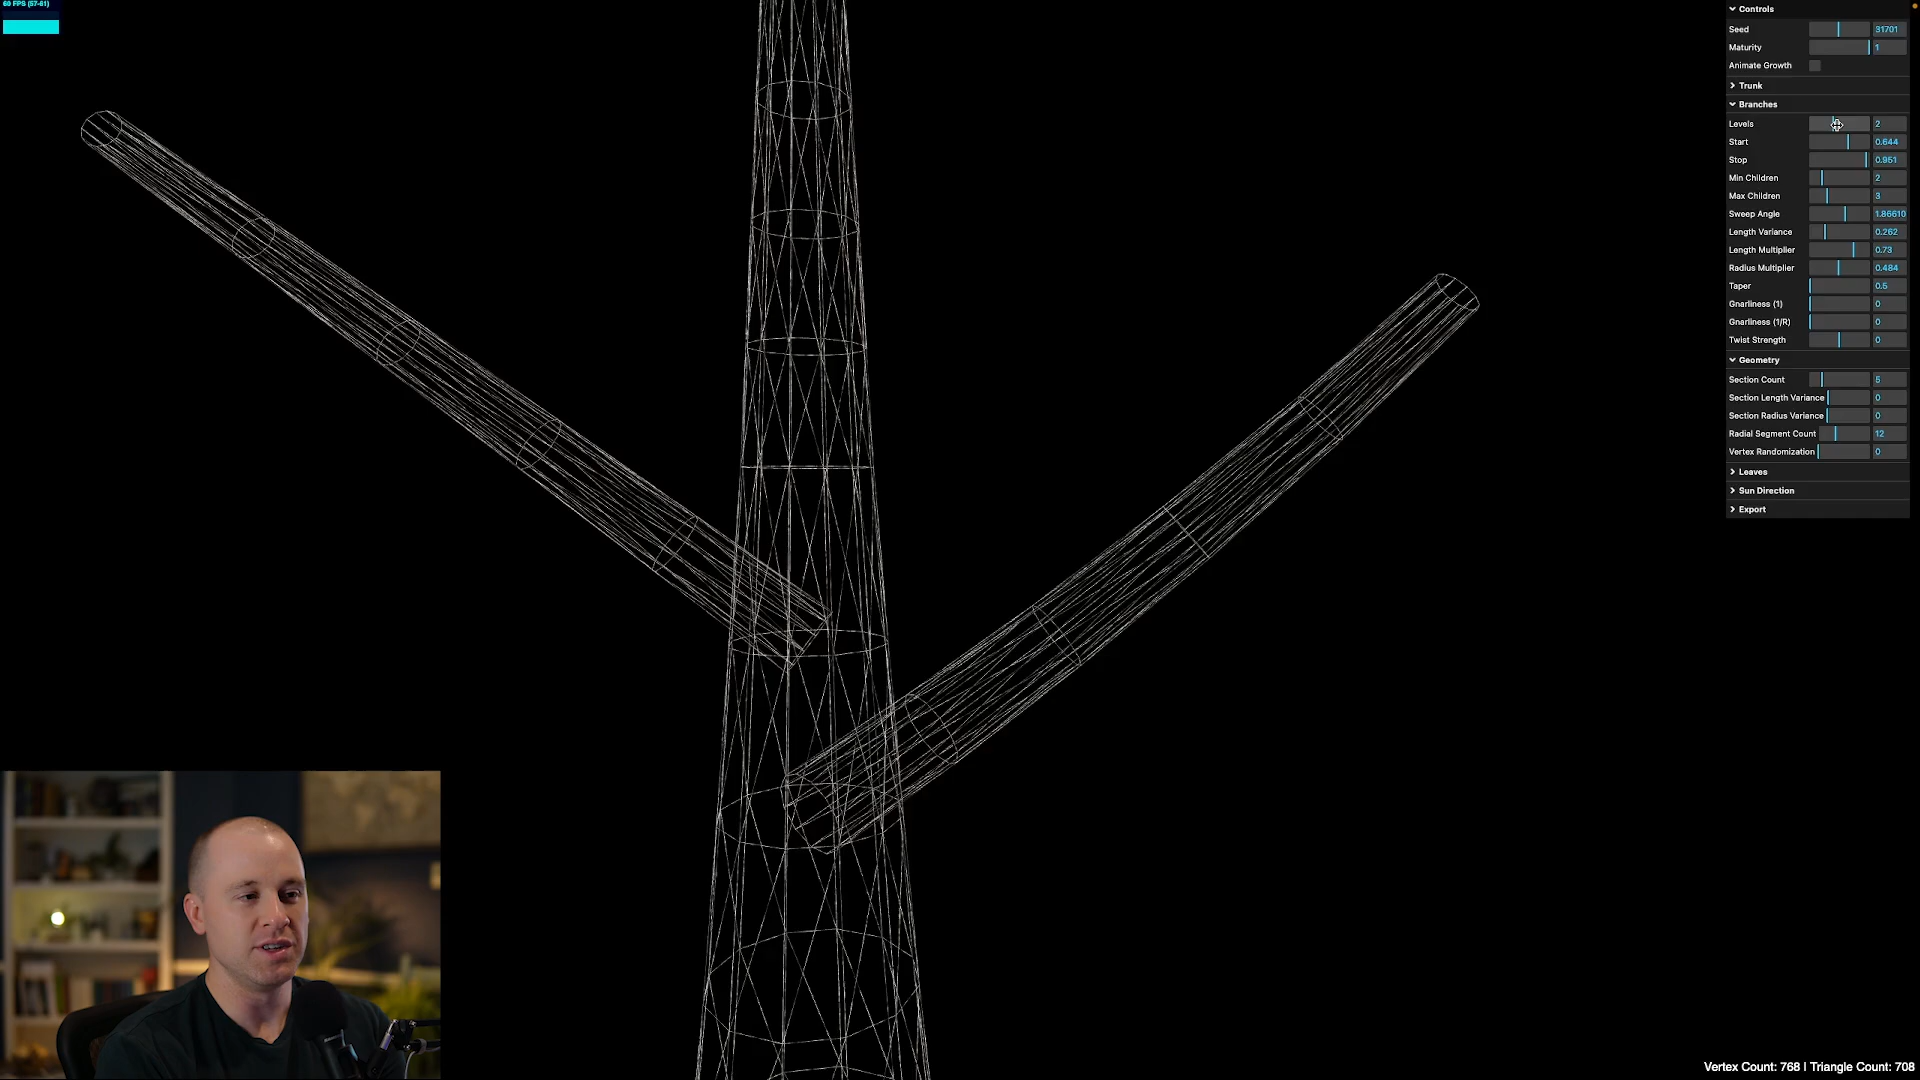 60 FPS (57-61)
Controls
Seed 31701
Maturity 1
Animate Growth
Trunk
Branches
Levels 2
Start 0.644
Stop 0.951
Min Children 2
Max Children 3
Sweep Angle 1.86610
Length Variance 0.262
Length Multiplier 0.73
Radius Multiplier 0.484
Taper 0.5
Gnarliness (1) 0
Gnarliness (1/R) 0
Twist Strength 0
Geometry
Section Count 5
Section Length Variance 0
Section Radius Variance 0
Radial Segment Count 12
Vertex Randomization 0
Leaves
Sun Direction
Export
Vertex Count: 768 | Triangle Count: 708